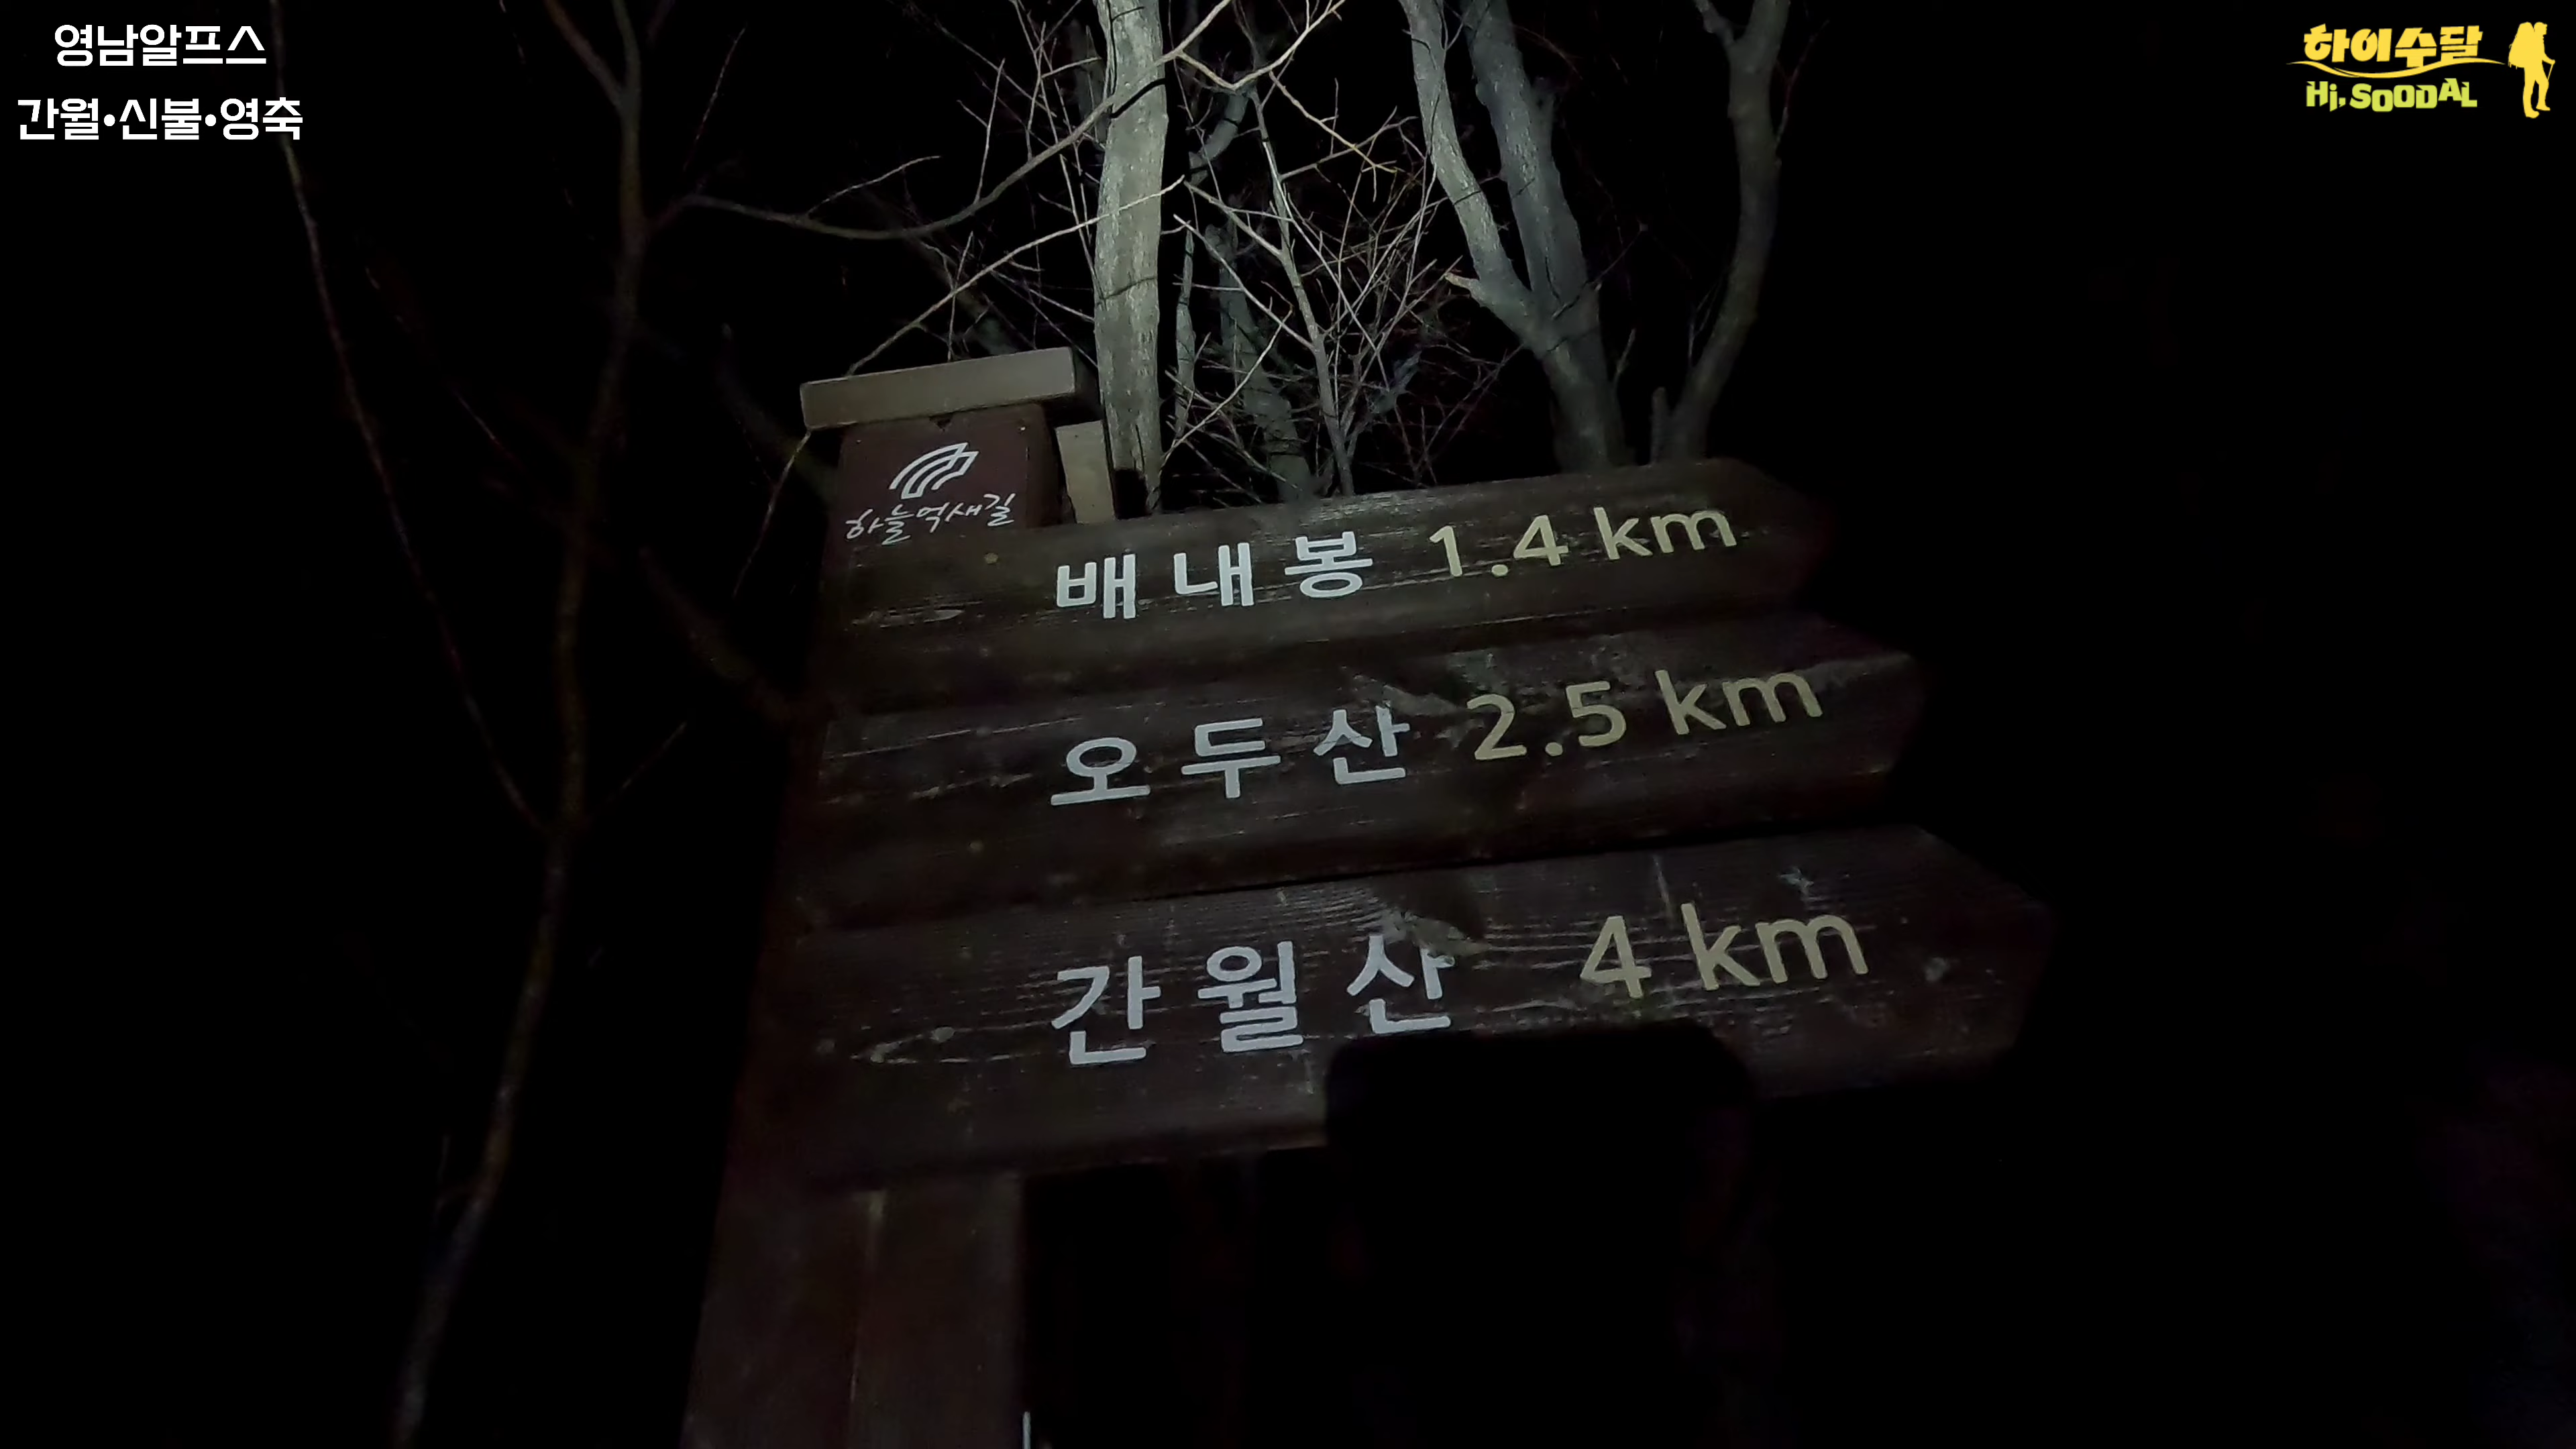 영남알프스
간월•신불•영축
하이수달
Hi, SOODAL
하늘억새길
배내봉 1.4 km
오두산 2.5 km
간월산 4 km